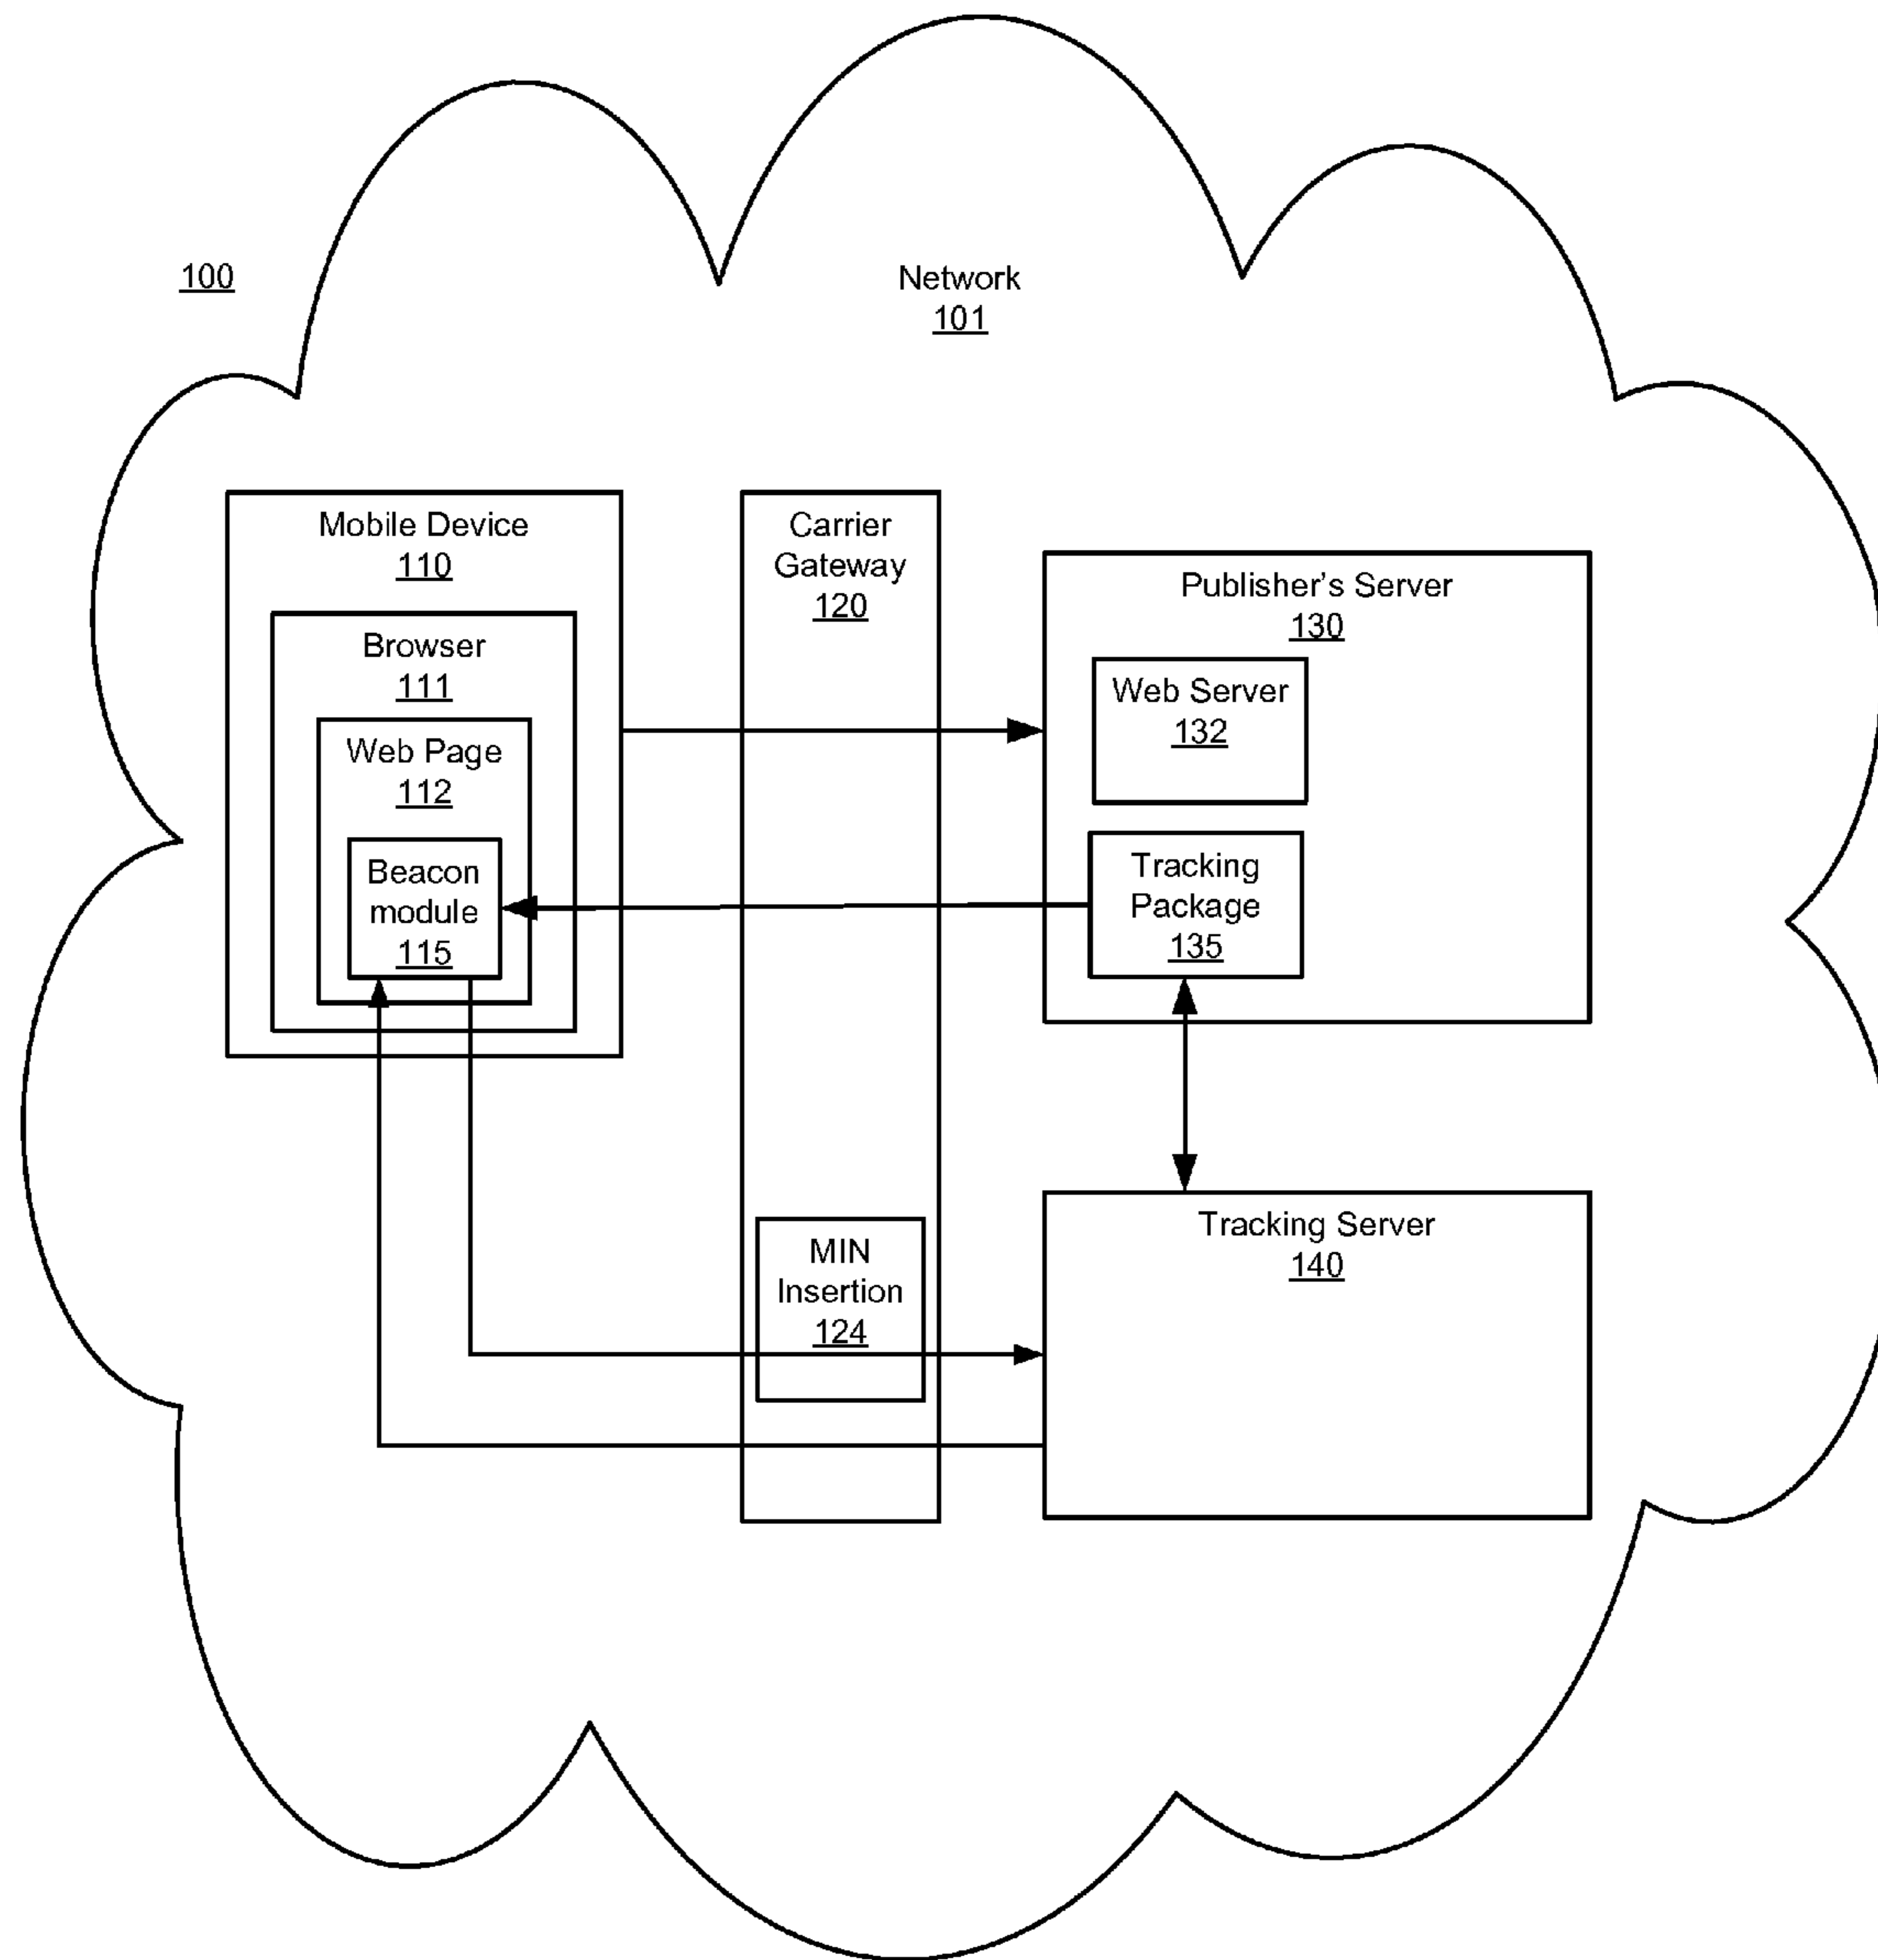 100
Network
101
Mobile Device
110
Browser
111
Web Page
112
Beacon
module
115
Carrier
Gateway
120
MIN
Insertion
124
Publisher's Server
130
Web Server
132
Tracking
Package
135
Tracking Server
140